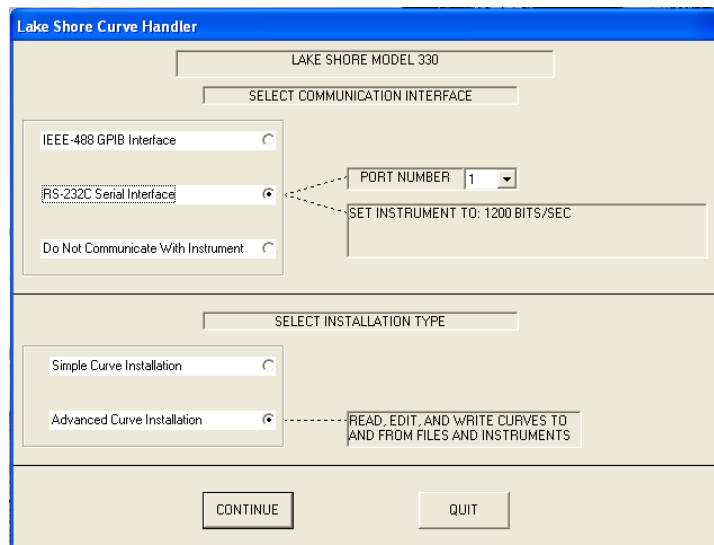 Lake Shore Curve Handler
LAKE SHORE MODEL 330
SELECT COMMUNICATION INTERFACE
IEEE-488 GPIB Interface
RS-232C Serial Interface
PORT NUMBER 1
SET INSTRUMENT TO: 1200 BITS/SEC
Do Not Communicate With Instrument
SELECT INSTALLATION TYPE
Simple Curve Installation
Advanced Curve Installation
READ, EDIT, AND WRITE CURVES TO
AND FROM FILES AND INSTRUMENTS
CONTINUE
QUIT